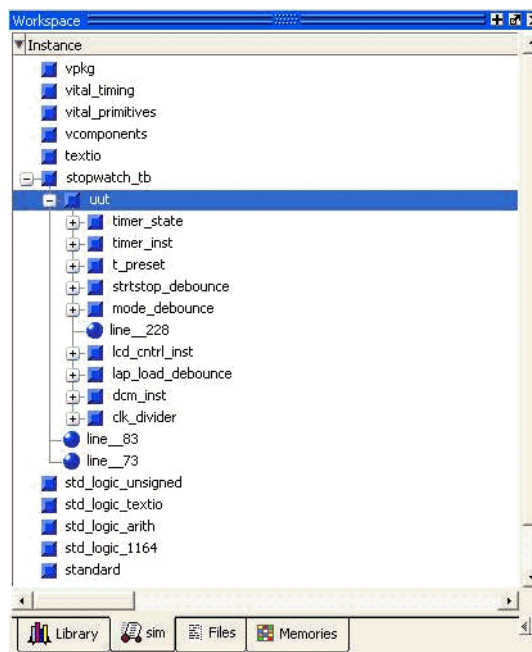 Workspace
Instance
vpkg
vital_timing
vital_primitives
vcomponents
textio
stopwatch_tb
uut
timer_state
timer_inst
t_preset
strtstop_debounce
mode_debounce
line__228
lcd_cntrl_inst
lap_load_debounce
dcm_inst
clk_divider
line__83
line__73
std_logic_unsigned
std_logic_textio
std_logic_arith
std_logic_1164
standard
Library sim Files Memories